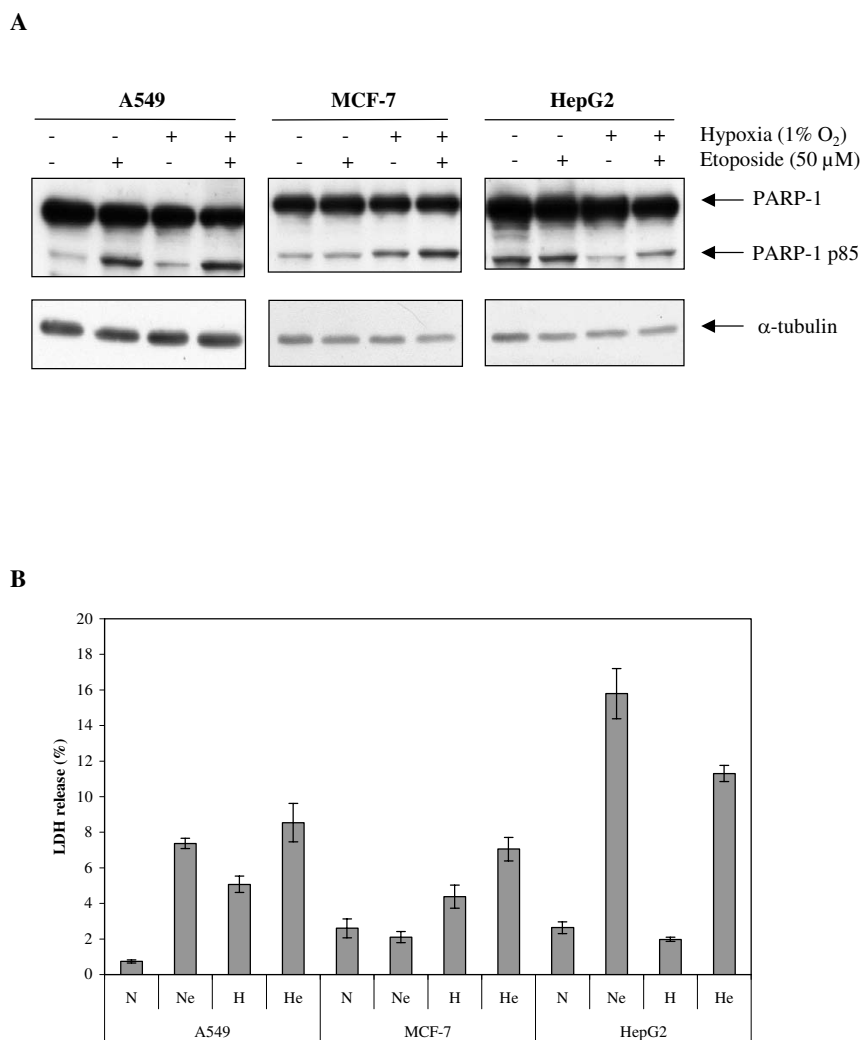 A
A549 MCF-7 HepG2
- - + + - - + + - - + + Hypoxia (1% O2)
- + - + - + - + - + - + Etoposide (50 µM)
PARP-1
PARP-1 p85
α-tubulin
B
20
18
16
14
12
10
8
6
4
2
0
LDH release (%)
N Ne H He N Ne H He N Ne H He
A549 MCF-7 HepG2